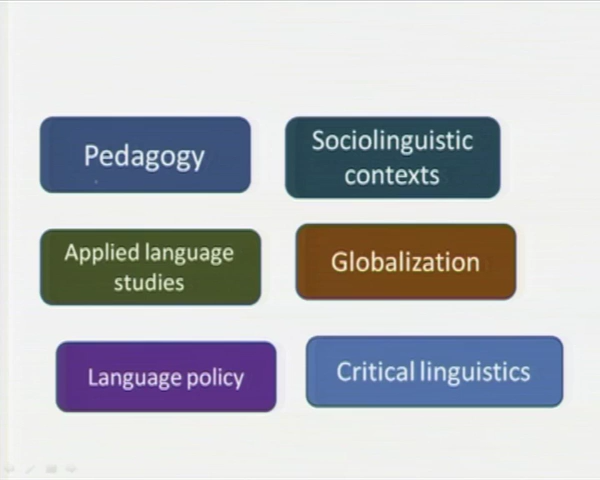 Pedagogy
Sociolinguistic
contexts
Applied language
studies
Globalization
Language policy
Critical linguistics